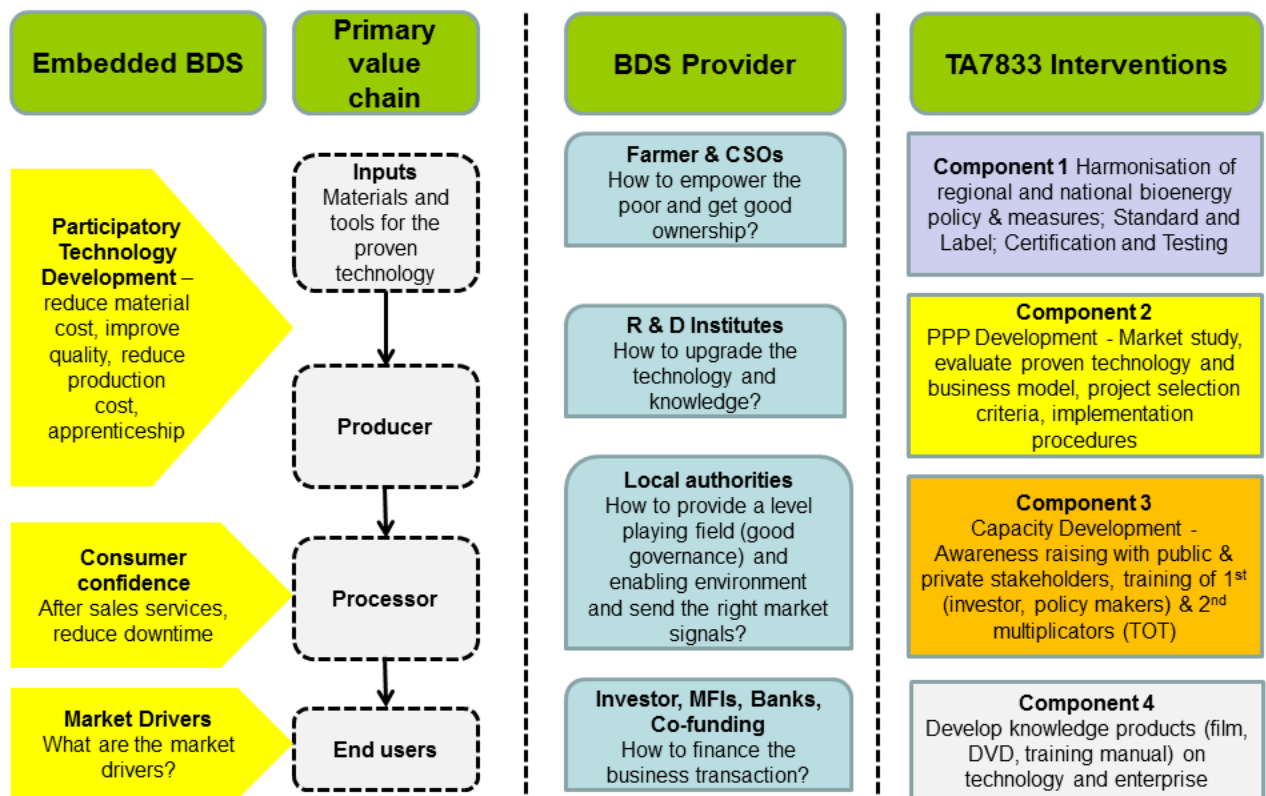 Embedded BDS
Primary
value
chain
BDS Provider
TA7833 Interventions
Participatory
Technology
Development –
reduce material
cost, improve
quality, reduce
production
cost,
apprenticeship
Consumer
confidence
After sales services,
reduce downtime
Market Drivers
What are the market
drivers?
Inputs
Materials and
tools for the
proven
technology
Producer
Processor
End users
Farmer & CSOs
How to empower the
poor and get good
ownership?
R & D Institutes
How to upgrade the
technology and
knowledge?
Local authorities
How to provide a level
playing field (good
governance) and
enabling environment
and send the right market
signals?
Investor, MFIs, Banks,
Co-funding
How to finance the
business transaction?
Component 1 Harmonisation of
regional and national bioenergy
policy & measures; Standard and
Label; Certification and Testing
Component 2
PPP Development - Market study,
evaluate proven technology and
business model, project selection
criteria, implementation
procedures
Component 3
Capacity Development -
Awareness raising with public &
private stakeholders, training of 1st
(investor, policy makers) & 2nd
multiplicators (TOT)
Component 4
Develop knowledge products (film,
DVD, training manual) on
technology and enterprise